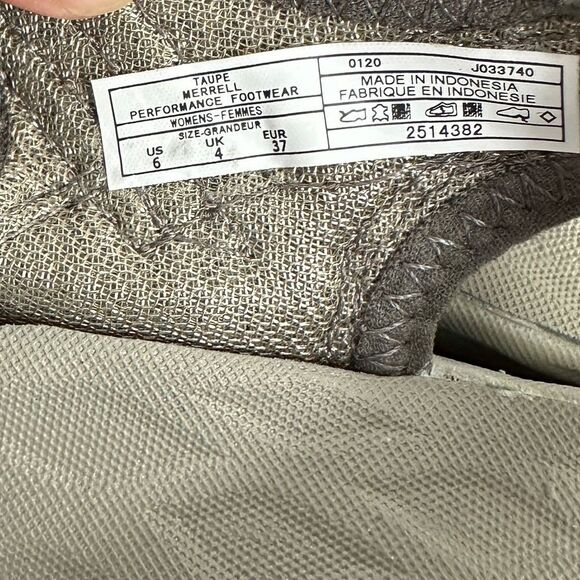 TAUPE
MERRELL
PERFORMANCE FOOTWEAR
WOMENS-FEMMES
SIZE-GRANDEUR
US UK EUR
6 4 37
0120 J033740
MADE IN INDONESIA
FABRIQUE EN INDONESIE
2514382